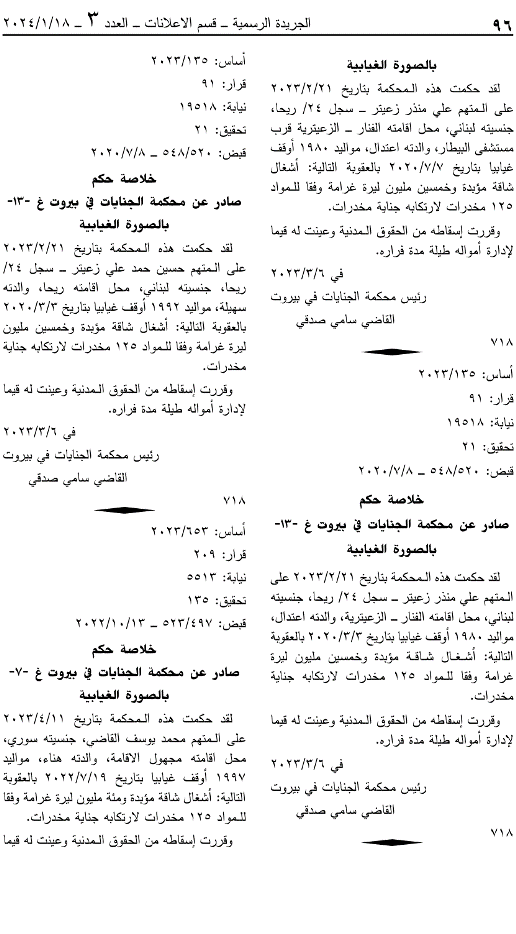 ٩٦
الجريدة الرسمية ــ قسم الاعلانات ــ العدد ٣ ــ ٢٠٢٤/١/١٨
بالصورة الغيابية
لقد حكمت هذه المحكمة بتاريخ ٢٠٢٣/٢/٢١
على المتهم علي منذر زعيتر ــ سجل ٢٤/ ريحا،
جنسيته لبناني، محل اقامته الفنار ــ الزعيترية قرب
مستشفى البيطار، والدته اعتدال، مواليد ١٩٨٠ أوقف
غيابيا بتاريخ ٢٠٢٠/٧/٧ بالعقوبة التالية: أشغال
شاقة مؤبدة وخمسين مليون ليرة غرامة وفقا للمواد
١٢٥ مخدرات لارتكابه جناية مخدرات.
وقررت إسقاطه من الحقوق المدنية وعينت له قيما
لإدارة أمواله طيلة مدة فراره.
في ٢٠٢٣/٣/٦
رئيس محكمة الجنايات في بيروت
القاضي سامي صدقي
٧١٨
أساس: ٢٠٢٣/١٣٥
قرار: ٩١
نيابة: ١٩٥١٨
تحقيق: ٢١
قبض: ٥٤٨/٥٢٠ ــ ٢٠٢٠/٧/٨
خلاصة حكم
صادر عن محكمة الجنايات في بيروت غ -١٣-
بالصورة الغيابية
لقد حكمت هذه المحكمة بتاريخ ٢٠٢٣/٢/٢١ على
المتهم علي منذر زعيتر ــ سجل ٢٤/ ريحا، جنسيته
لبناني، محل اقامته الفنار ــ الزعيترية، والدته اعتدال،
مواليد ١٩٨٠ أوقف غيابيا بتاريخ ٢٠٢٠/٣/٣ بالعقوبة
التالية: أشغال شاقة مؤبدة وخمسين مليون ليرة
غرامة وفقا للمواد ١٢٥ مخدرات لارتكابه جناية
مخدرات.
وقررت إسقاطه من الحقوق المدنية وعينت له قيما
لإدارة أمواله طيلة مدة فراره.
في ٢٠٢٣/٣/٦
رئيس محكمة الجنايات في بيروت
القاضي سامي صدقي
٧١٨
أساس: ٢٠٢٣/١٣٥
قرار: ٩١
نيابة: ١٩٥١٨
تحقيق: ٢١
قبض: ٥٤٨/٥٢٠ ــ ٢٠٢٠/٧/٨
خلاصة حكم
صادر عن محكمة الجنايات في بيروت غ -١٣-
بالصورة الغيابية
لقد حكمت هذه المحكمة بتاريخ ٢٠٢٣/٢/٢١
على المتهم حسين حمد علي زعيتر ــ سجل ٢٤/
ريحا، جنسيته لبناني، محل اقامته ريحا، والدته
سهيلة، مواليد ١٩٩٢ أوقف غيابيا بتاريخ ٢٠٢٠/٣/٣
بالعقوبة التالية: أشغال شاقة مؤبدة وخمسين مليون
ليرة غرامة وفقا للمواد ١٢٥ مخدرات لارتكابه جناية
مخدرات.
وقررت إسقاطه من الحقوق المدنية وعينت له قيما
لإدارة أمواله طيلة مدة فراره.
في ٢٠٢٣/٣/٦
رئيس محكمة الجنايات في بيروت
القاضي سامي صدقي
٧١٨
أساس: ٢٠٢٣/٦٥٣
قرار: ٢٠٩
نيابة: ٥٥١٣
تحقيق: ١٣٥
قبض: ٥٢٣/٤٩٧ ــ ٢٠٢٢/١٠/١٣
خلاصة حكم
صادر عن محكمة الجنايات في بيروت غ -٧-
بالصورة الغيابية
لقد حكمت هذه المحكمة بتاريخ ٢٠٢٣/٤/١١
على المتهم محمد يوسف القاضي، جنسيته سوري،
محل اقامته مجهول الاقامة، والدته هناء، مواليد
١٩٩٧ أوقف غيابيا بتاريخ ٢٠٢٢/٧/١٩ بالعقوبة
التالية: أشغال شاقة مؤبدة ومئة مليون ليرة غرامة وفقا
للمواد ١٢٥ مخدرات لارتكابه جناية مخدرات.
وقررت إسقاطه من الحقوق المدنية وعينت له قيما